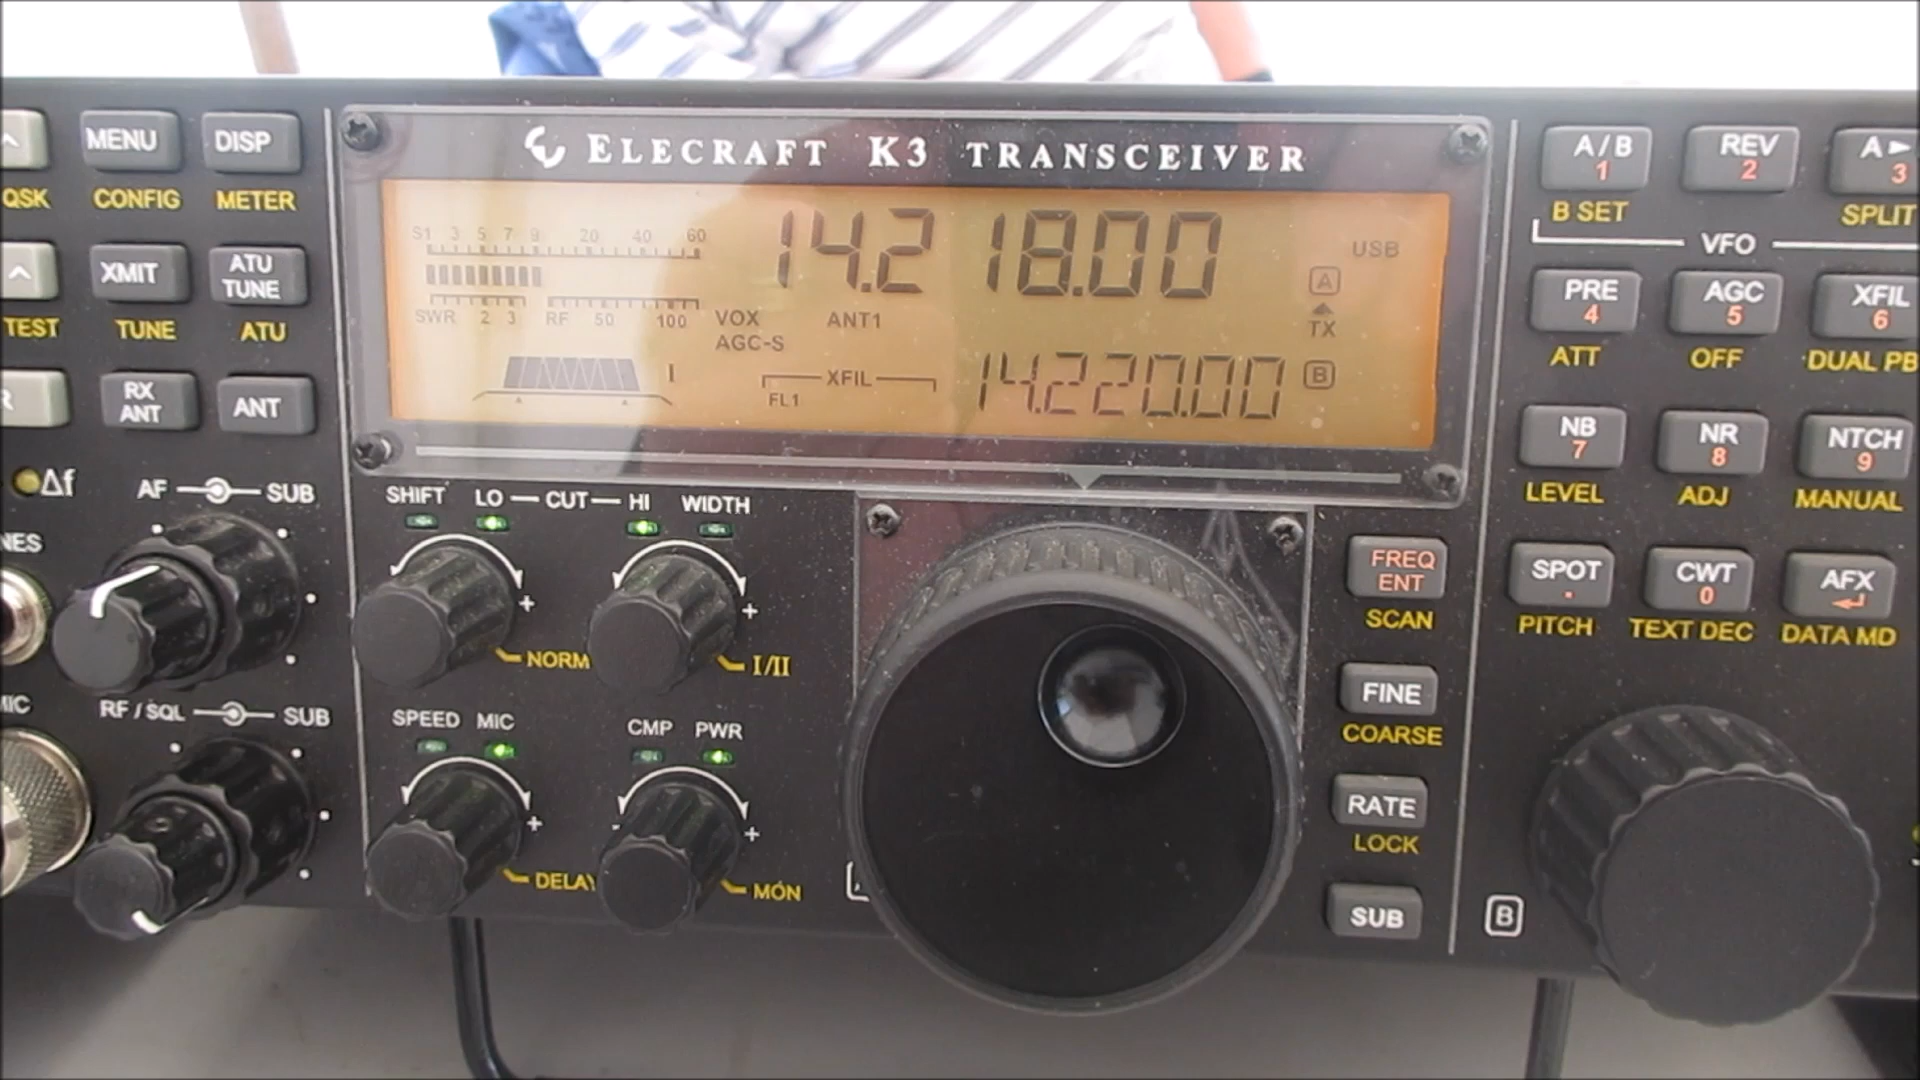 ELECRAFT K3 TRANSCEIVER
MENU DISP
QSK CONFIG METER
XMIT ATU TUNE
TEST TUNE ATU
RX ANT ANT
Δf
AF SUB
RF / SQL SUB
S1 3 5 7 9 20 40 60
SWR 2 3 RF 50 100
VOX ANT1
AGC-S
XFIL
FL1
I
14.218.00
USB
A
TX
14.220.00
B
SHIFT LO CUT HI WIDTH
+ +
NORM I/II
SPEED MIC CMP PWR
+ - +
DELAY MON
FREQ ENT
SCAN
FINE
COARSE
RATE
LOCK
SUB
A/B 1 REV 2 A 3
B SET SPLIT
VFO
PRE 4 AGC 5 XFIL 6
ATT OFF DUAL PB
NB 7 NR 8 NTCH 9
LEVEL ADJ MANUAL
SPOT . CWT 0 AFX
PITCH TEXT DEC DATA MD
B